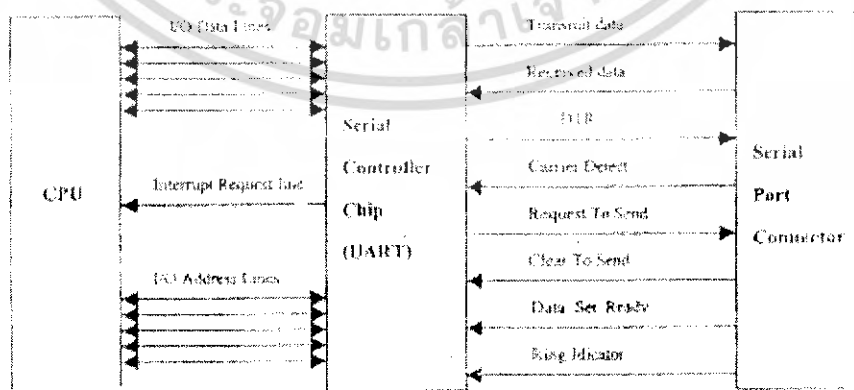 I/O Data Lines
Transmit data
Received data
DTR
Serial
Controller
Chip
(UART)
Carrier Detect
Serial
Port
Connector
CPU
Interrupt Request line
Request To Send
Clear To Send
I/O Address Lines
Data Set Ready
Ring Idicator